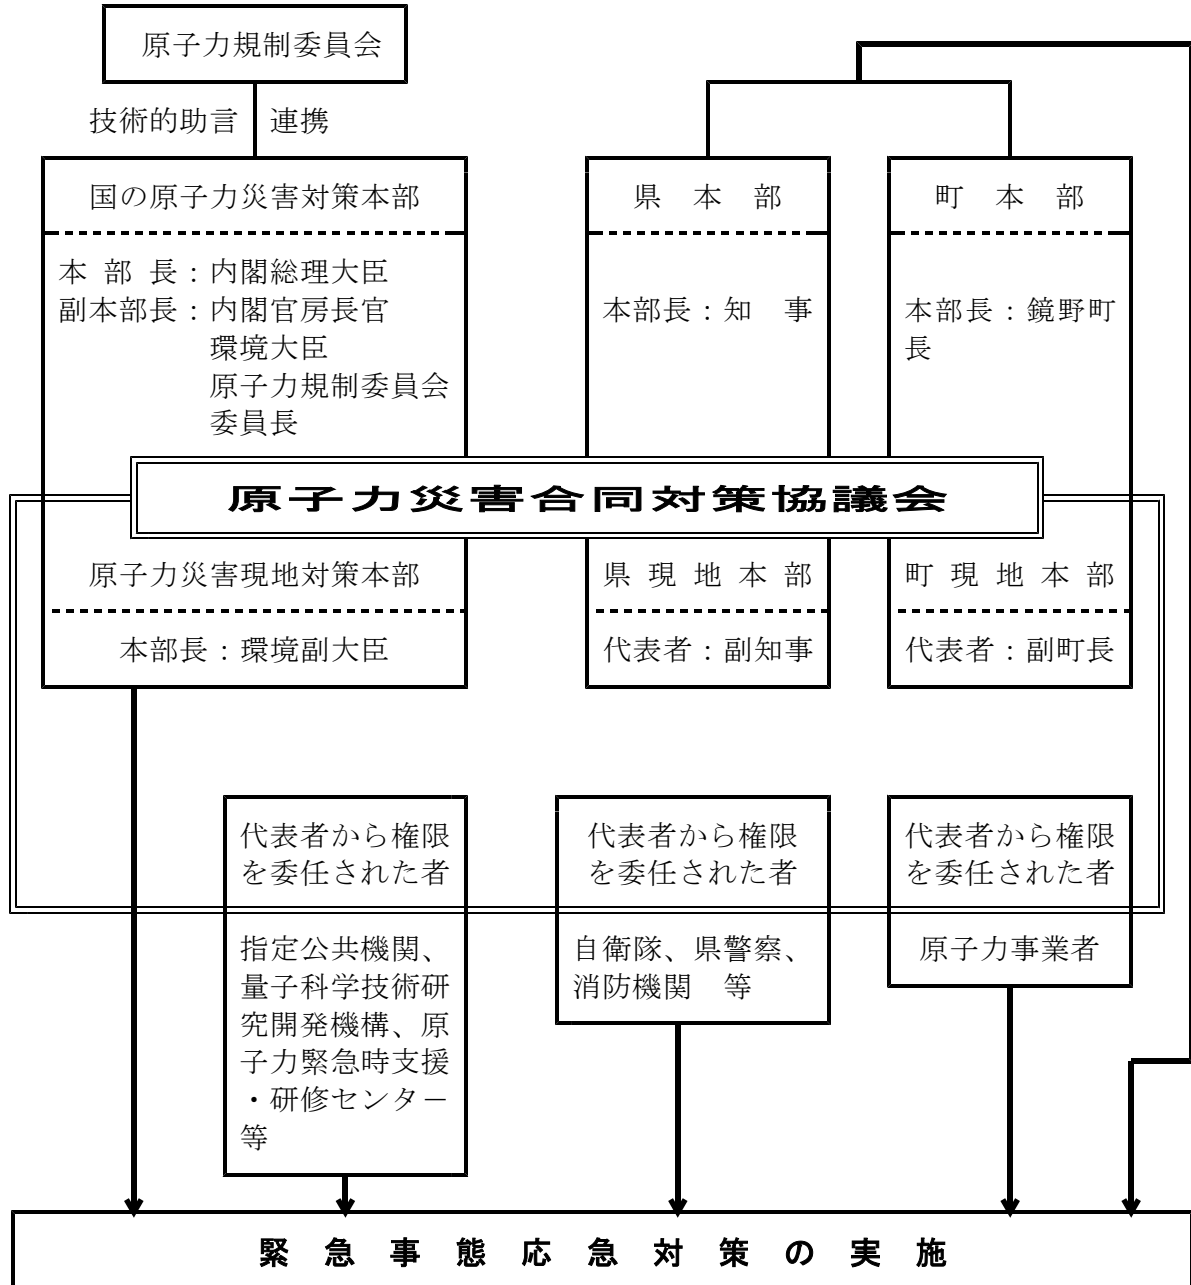 原子力規制委員会
技術的助言 連携
国の原子力災害対策本部
本部長：内閣総理大臣
副本部長：内閣官房長官
環境大臣
原子力規制委員会
委員長
県 本 部
本部長：知 事
町 本 部
本部長：鏡野町
長
原子力災害合同対策協議会
原子力災害現地対策本部
本部長：環境副大臣
県現地本部
代表者：副知事
町現地本部
代表者：副町長
代表者から権限
を委任された者
指定公共機関、
量子科学技術研
究開発機構、原
子力緊急時支援
・研修センタ－
等
代表者から権限
を委任された者
自衛隊、県警察、
消防機関 等
代表者から権限
を委任された者
原子力事業者
緊急事態応急対策の実施